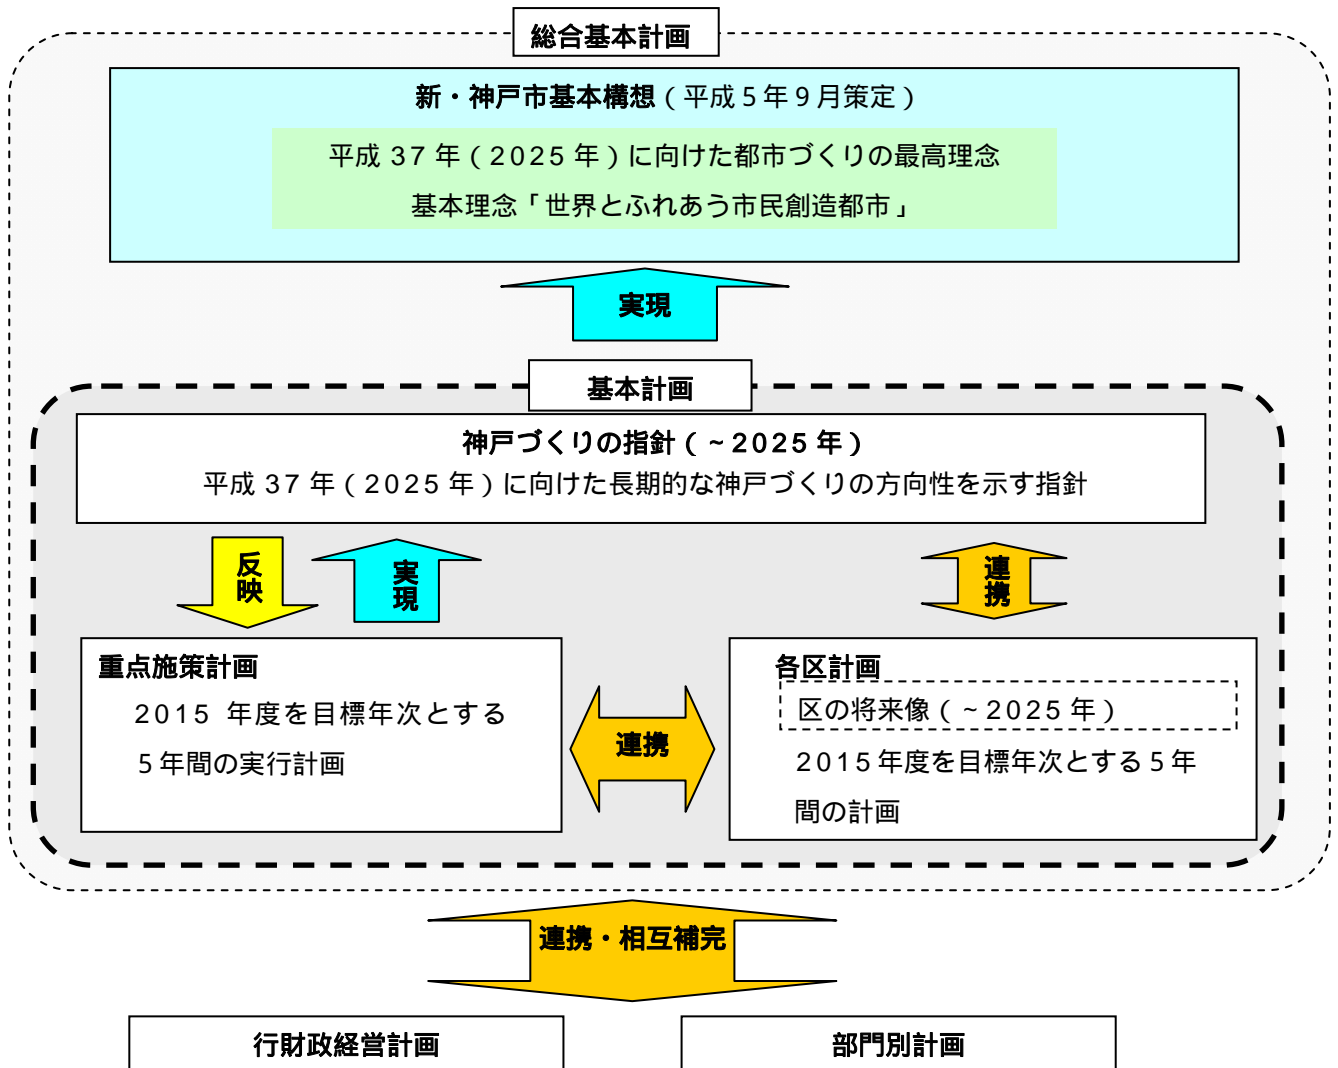 総合基本計画
新・神戸市基本構想（平成５年９月策定）
平成 37 年（2025 年）に向けた都市づくりの最高理念
基本理念「世界とふれあう市民創造都市」
実現
基本計画
神戸づくりの指針（~2025 年）
平成 37 年（2025 年）に向けた長期的な神戸づくりの方向性を示す指針
反映
実現
連携
重点施策計画
2015 年度を目標年次とする
５年間の実行計画
連携
各区計画
区の将来像（~2025 年）
2015 年度を目標年次とする５年
間の計画
連携・相互補完
行財政経営計画
部門別計画